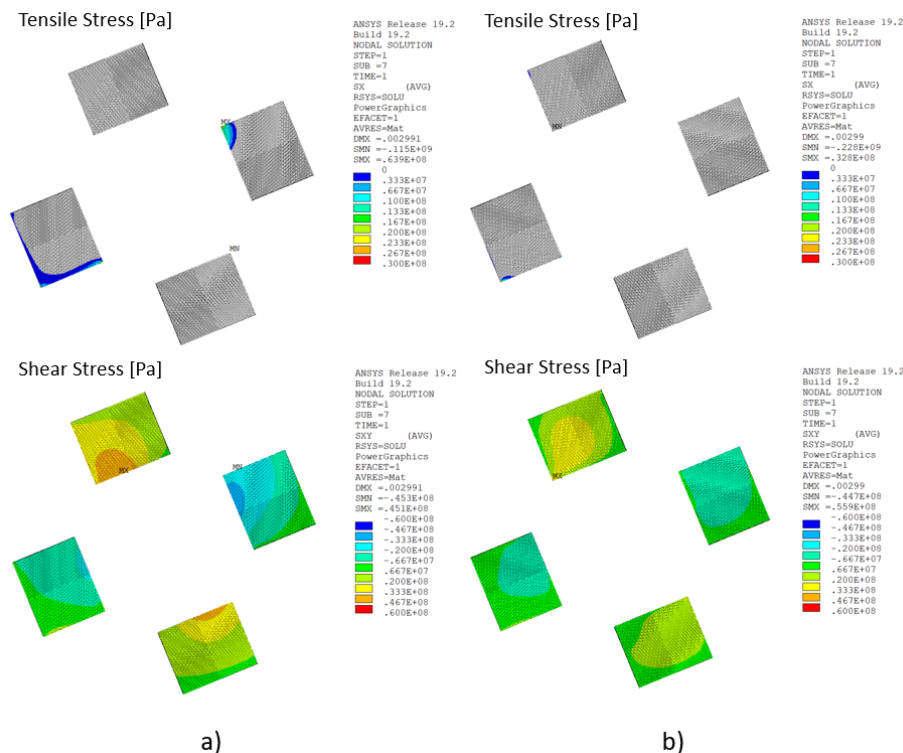 Tensile Stress [Pa]
ANSYS Release 19.2
Build 19.2
NODAL SOLUTION
STEP=1
SUB =7
TIME=1
SX (AVG)
RSYS=SOLU
PowerGraphics
EFACET=1
AVRES=Mat
DMX =.002991
SMN =-.115E+09
SMX =.639E+08
0
.333E+07
.667E+07
.100E+08
.133E+08
.167E+08
.200E+08
.233E+08
.267E+08
.300E+08
MX
MN
Tensile Stress [Pa]
ANSYS Release 19.2
Build 19.2
NODAL SOLUTION
STEP=1
SUB =7
TIME=1
SX (AVG)
RSYS=SOLU
PowerGraphics
EFACET=1
AVRES=Mat
DMX =.00299
SMN =-.228E+09
SMX =.328E+08
0
.333E+07
.667E+07
.100E+08
.133E+08
.167E+08
.200E+08
.233E+08
.267E+08
.300E+08
MN
Shear Stress [Pa]
ANSYS Release 19.2
Build 19.2
NODAL SOLUTION
STEP=1
SUB =7
TIME=1
SXY (AVG)
RSYS=SOLU
PowerGraphics
EFACET=1
AVRES=Mat
DMX =.002991
SMN =-.453E+08
SMX =.451E+08
-.600E+08
-.467E+08
-.333E+08
-.200E+08
-.667E+07
.667E+07
.200E+08
.333E+08
.467E+08
.600E+08
MX
MN
Shear Stress [Pa]
ANSYS Release 19.2
Build 19.2
NODAL SOLUTION
STEP=1
SUB =7
TIME=1
SXY (AVG)
RSYS=SOLU
PowerGraphics
EFACET=1
AVRES=Mat
DMX =.00299
SMN =-.447E+08
SMX =.559E+08
-.600E+08
-.467E+08
-.333E+08
-.200E+08
-.667E+07
.667E+07
.200E+08
.333E+08
.467E+08
.600E+08
MX
a)
b)